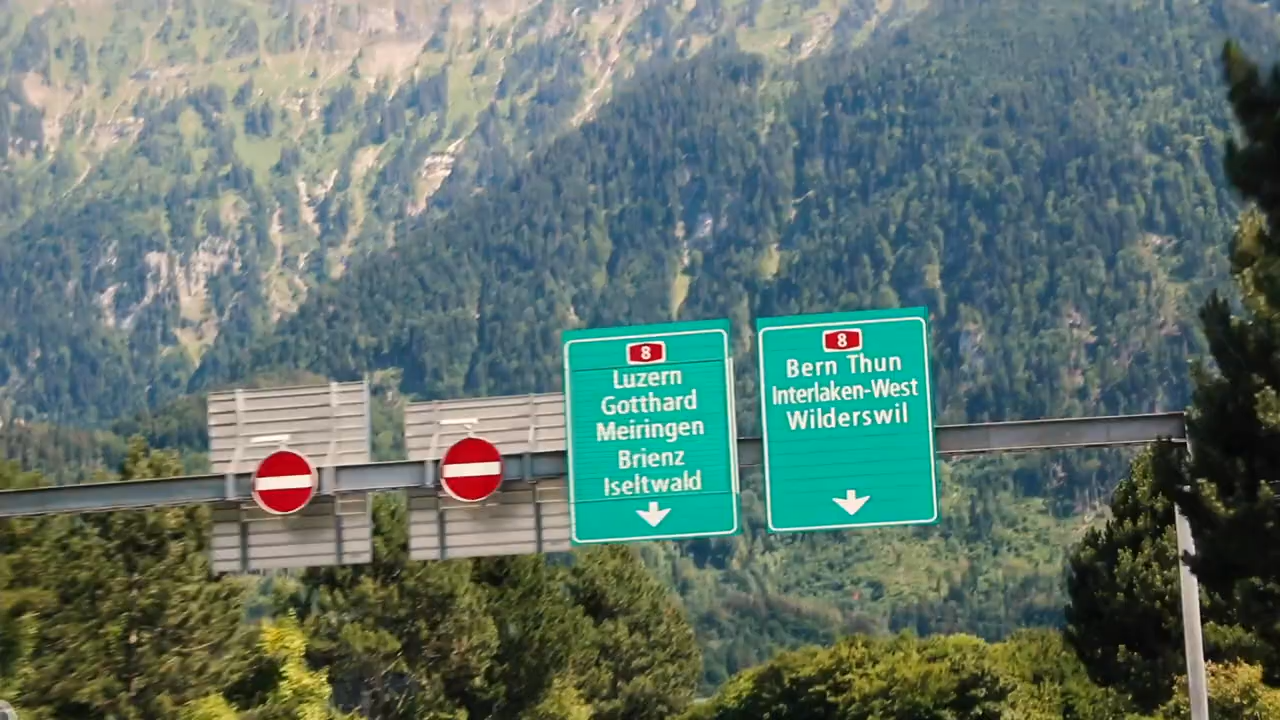 8
Luzern
Gotthard
Meiringen
Brienz
Iseltwald
8
Bern Thun
Interlaken-West
Wilderswil